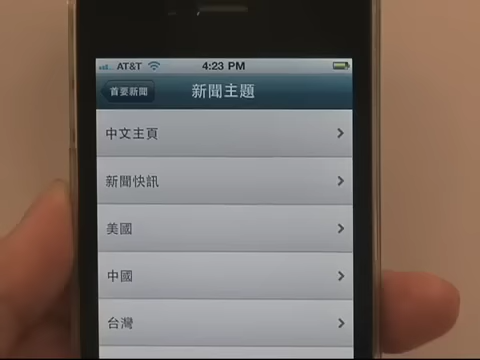 AT&T 4:23 PM
首要新聞 新聞主題
中文主頁
新聞快訊
美國
中國
台灣